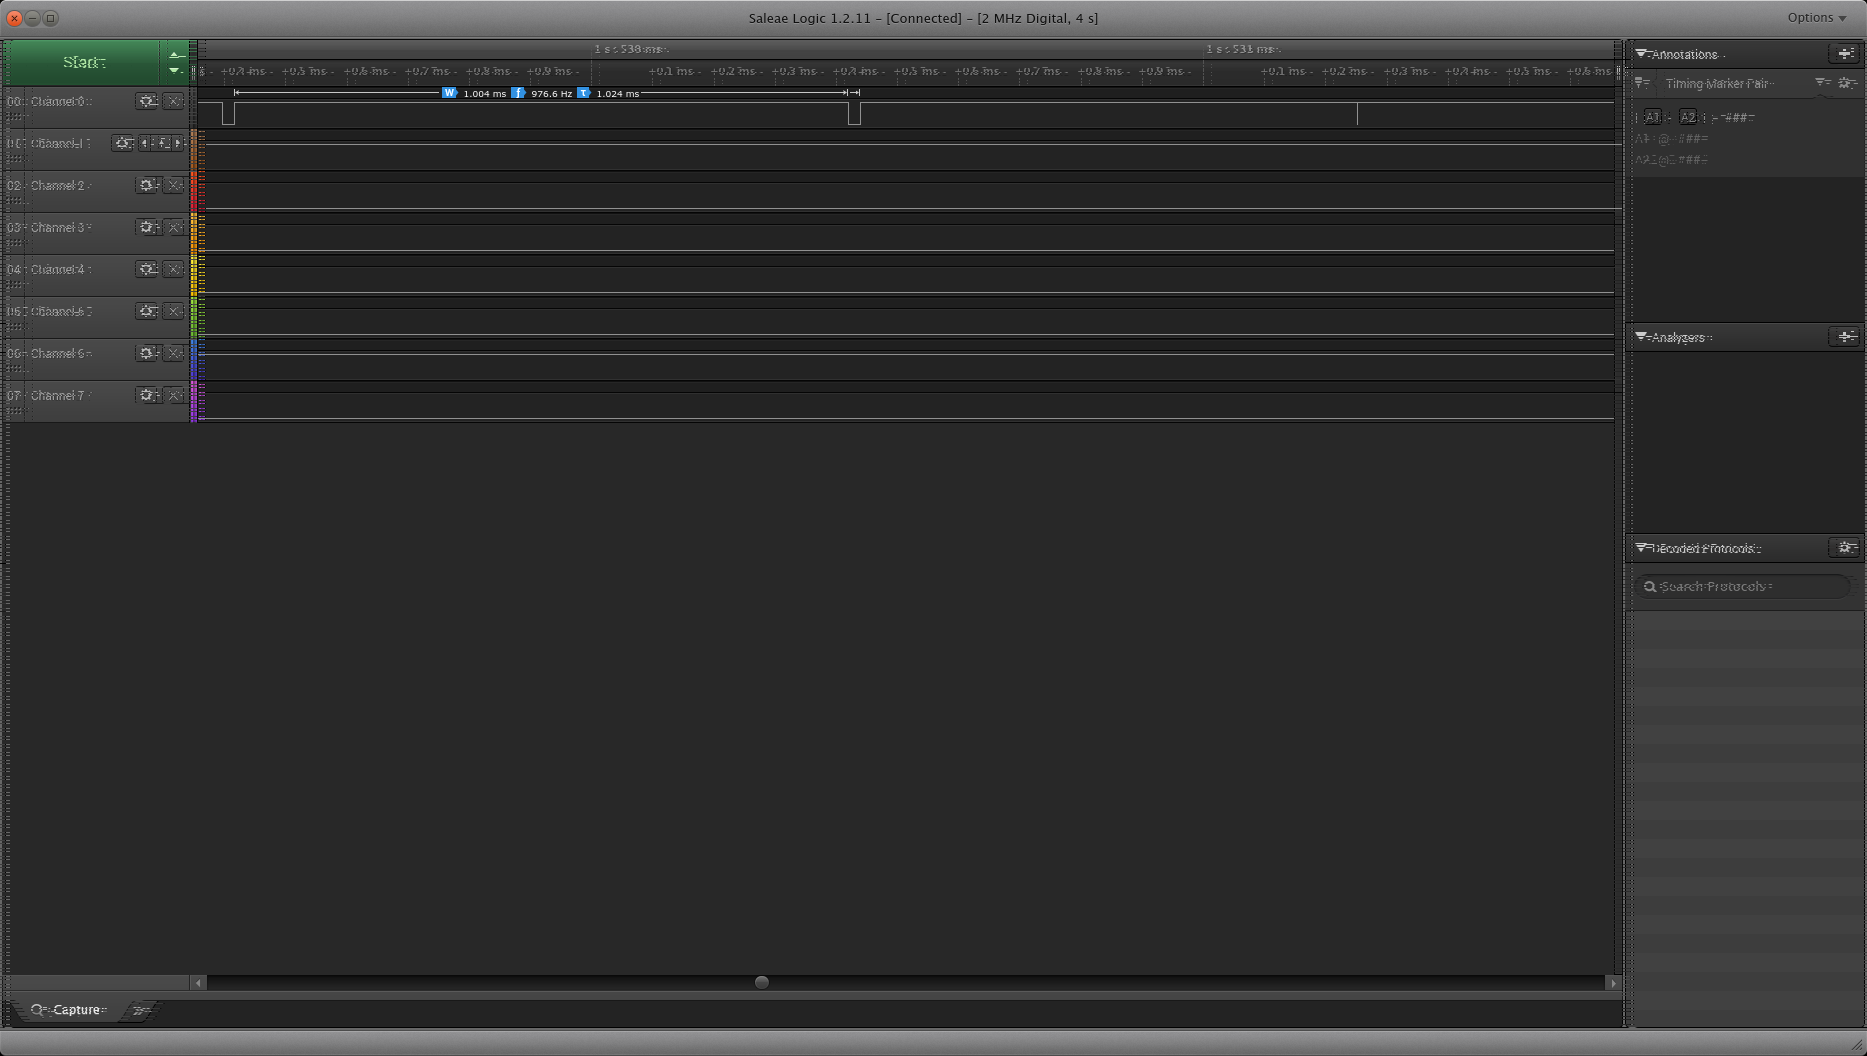 Saleae Logic 1.2.11 – [Connected] – [2 MHz Digital, 4 s]
Options
Start
1 s : 530 ms
1 s : 531 ms
+0.4 ms +0.5 ms +0.6 ms +0.7 ms +0.8 ms +0.9 ms +0.1 ms +0.2 ms +0.3 ms +0.4 ms +0.5 ms +0.6 ms +0.7 ms +0.8 ms +0.9 ms +0.1 ms +0.2 ms +0.3 ms +0.4 ms +0.5 ms +0.6 ms
W 1.004 ms f 976.6 Hz τ 1.024 ms
00 Channel 0
01 Channel 1
02 Channel 2
03 Channel 3
04 Channel 4
05 Channel 5
06 Channel 6
07 Channel 7
Annotations
Timing Marker Pair
| A1 - A2 | = ####
A1 @ ####
A2 @ ####
Analyzers
Decoded Protocols
Search Protocols
Capture